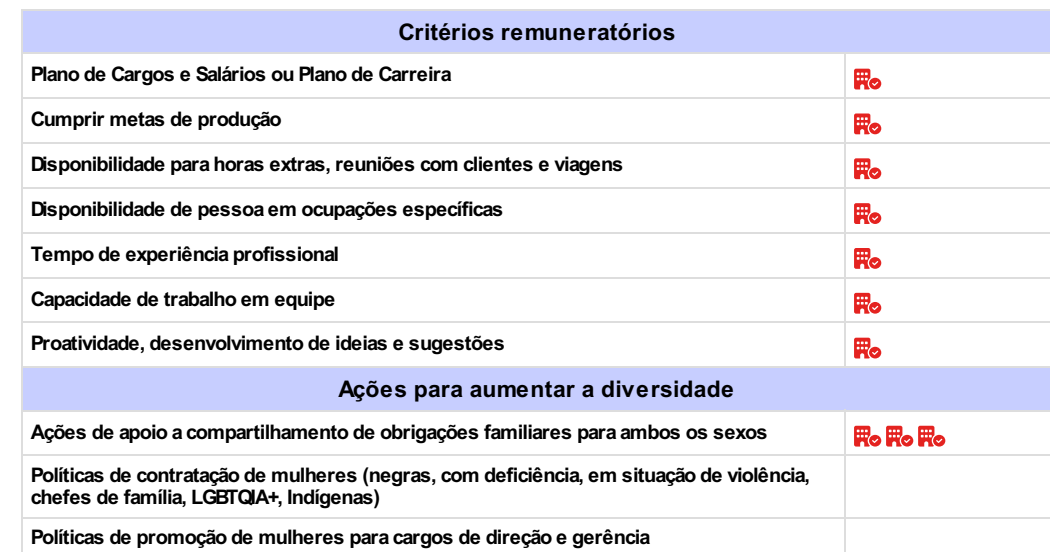 Critérios remuneratórios
Plano de Cargos e Salários ou Plano de Carreira
Cumprir metas de produção
Disponibilidade para horas extras, reuniões com clientes e viagens
Disponibilidade de pessoa em ocupações específicas
Tempo de experiência profissional
Capacidade de trabalho em equipe
Proatividade, desenvolvimento de ideias e sugestões
Ações para aumentar a diversidade
Ações de apoio a compartilhamento de obrigações familiares para ambos os sexos
Políticas de contratação de mulheres (negras, com deficiência, em situação de violência,
chefes de família, LGBTQIA+, Indígenas)
Políticas de promoção de mulheres para cargos de direção e gerência